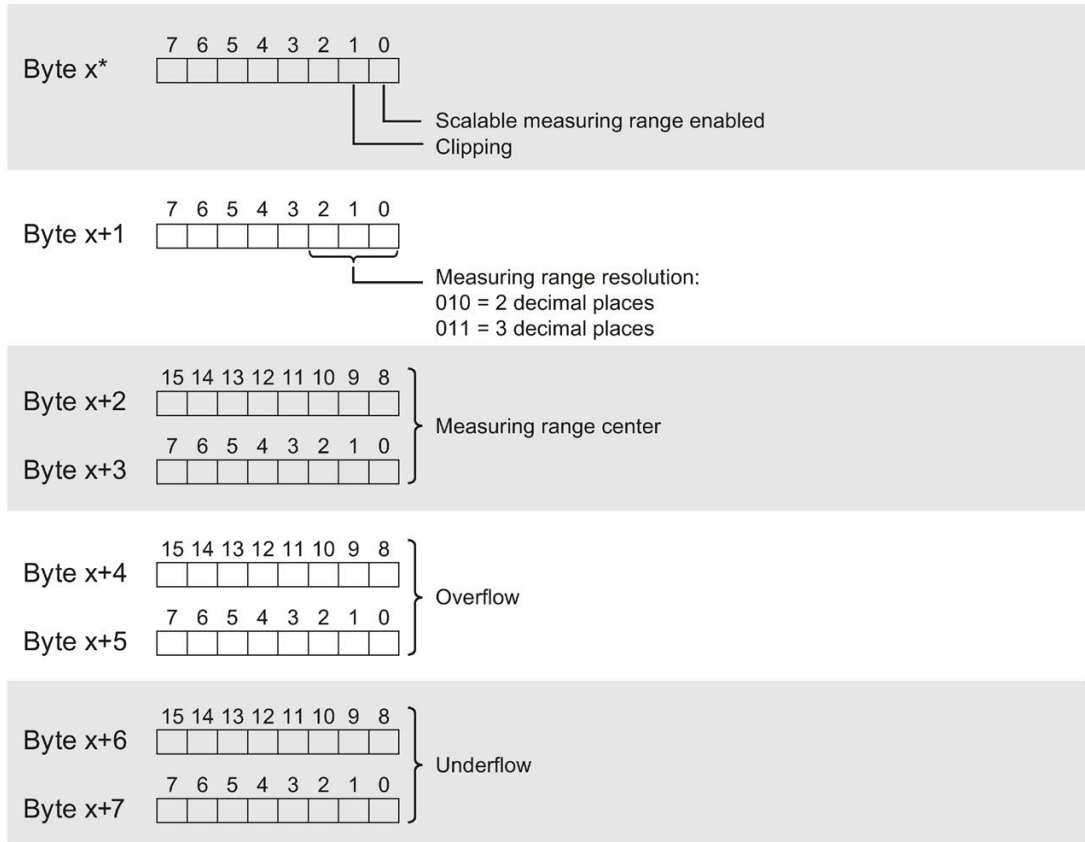 7 6 5 4 3 2 1 0
Byte x*
Scalable measuring range enabled
Clipping
7 6 5 4 3 2 1 0
Byte x+1
Measuring range resolution:
010 = 2 decimal places
011 = 3 decimal places
15 14 13 12 11 10 9 8
Byte x+2
Measuring range center
7 6 5 4 3 2 1 0
Byte x+3
15 14 13 12 11 10 9 8
Byte x+4
Overflow
7 6 5 4 3 2 1 0
Byte x+5
15 14 13 12 11 10 9 8
Byte x+6
Underflow
7 6 5 4 3 2 1 0
Byte x+7